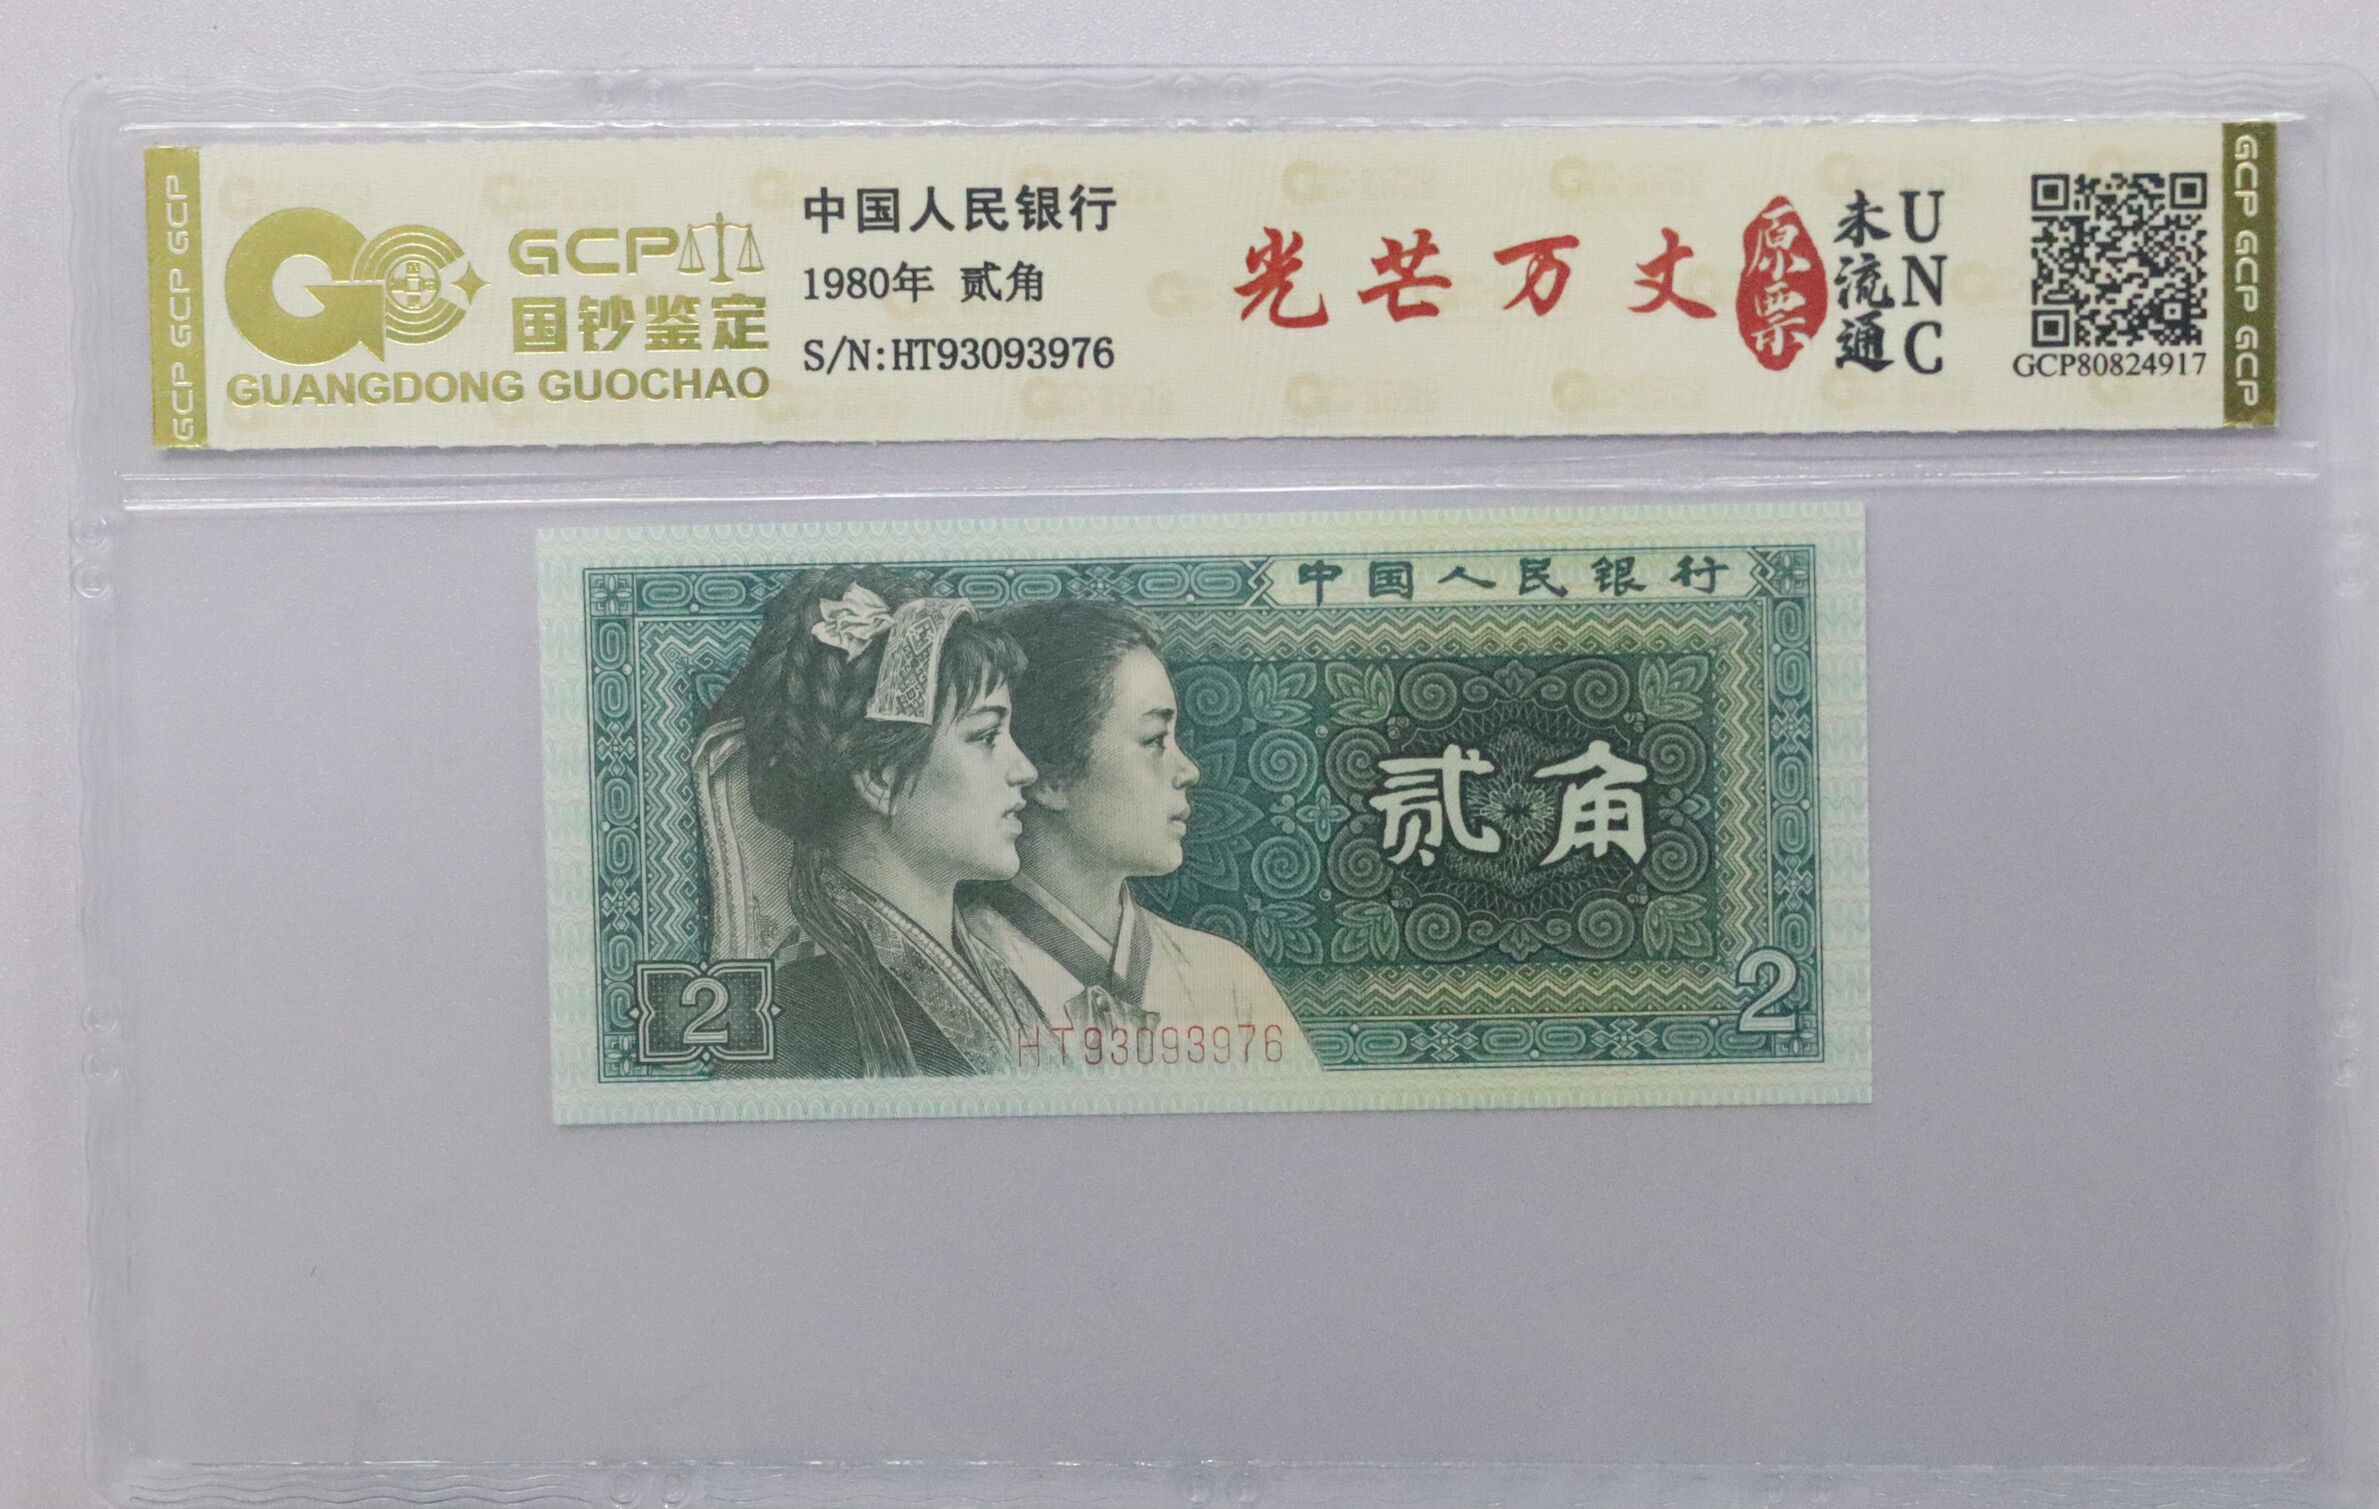 GCP GCP GCP
GCP
国钞鉴定
GUANGDONG GUOCHAO
中国人民银行
1980年 贰角
S/N:HT93093976
光芒万丈
原票
未流通
UNC
GCP80824917
GCP GCP GCP
中国人民银行
贰角
2
2
HT93093976